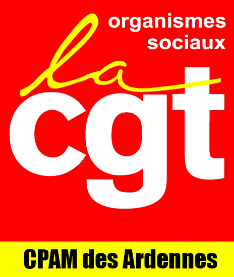 organismes
sociaux
la
cgt
CPAM des Ardennes